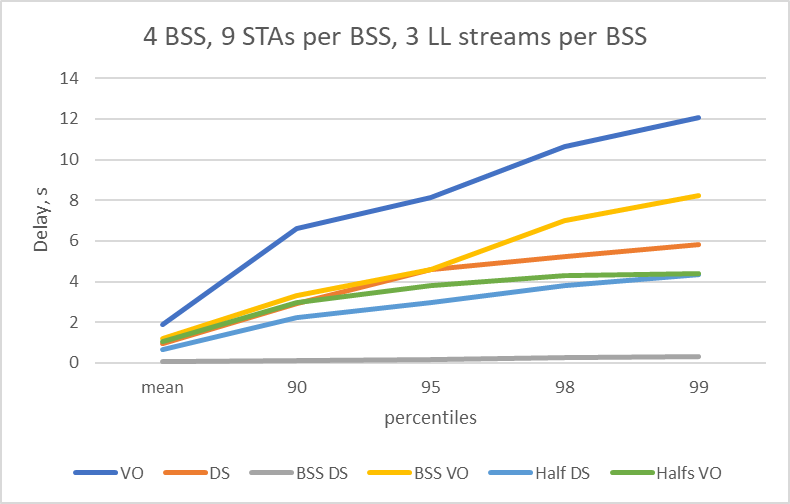 4 BSS, 9 STAs per BSS, 3 LL streams per BSS
14
12
10
8
6
4
2
0
Delay, s
mean 90 95 98 99
percentiles
VO DS BSS DS BSS VO Half DS Halfs VO